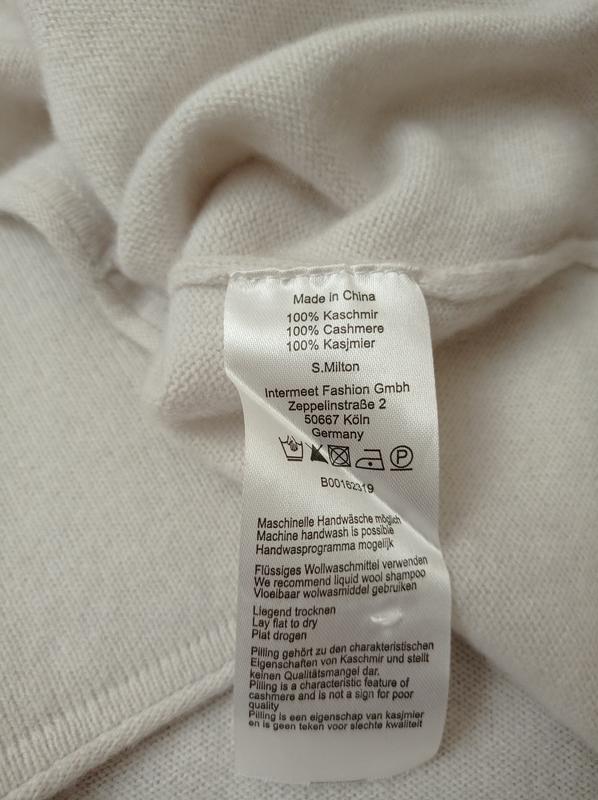 Made in China
100% Kaschmir
100% Cashmere
100% Kasjmier
S.Milton
Intermeet Fashion Gmbh
Zeppelinstraße 2
50667 Köln
Germany
P
B00162319
Maschinelle Handwäsche möglich
Machine handwash is possible
Handwasprogramma mogelijk
Flüssiges Wollwaschmittel verwenden
We recommend liquid wool shampoo
Vloeibaar wolwasmiddel gebruiken
Liegend trocknen
Lay flat to dry
Plat drogen
Pilling gehört zu den charakteristischen
Eigenschaften von Kaschmir und stellt
keinen Qualitätsmangel dar.
Pilling is a characteristic feature of
cashmere and is not a sign for poor
quality
Pilling is een eigenschap van kasjmier
en is geen teken voor slechte kwaliteit